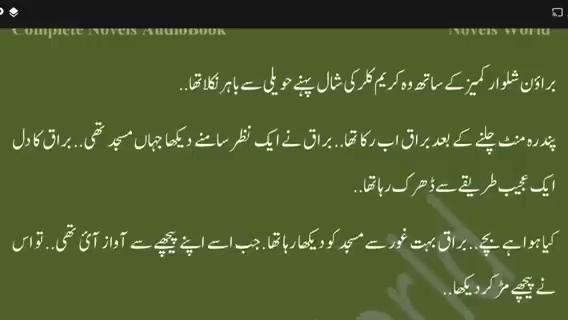 Complete Novels AudioBook Novels World
براؤن شلوار کمیز کے ساتھ وہ کریم کلر کی شال پہنے حویلی سے باہر نکلا تھا..
پندرہ منٹ چلنے کے بعد براق اب رکا تھا.. براق نے ایک نظر سامنے دیکھا جہاں مسجد تھی.. براق کا دل
ایک عجیب طریقے سے ڈھرک رہا تھا..
کیا ہوا ہے بچے.. براق بہت غور سے مسجد کو دیکھا رہا تھا. جب اسے اپنے پیچھے سے آواز آئ تھی.. تو اس
نے پیچھے مڑ کر دیکھا..